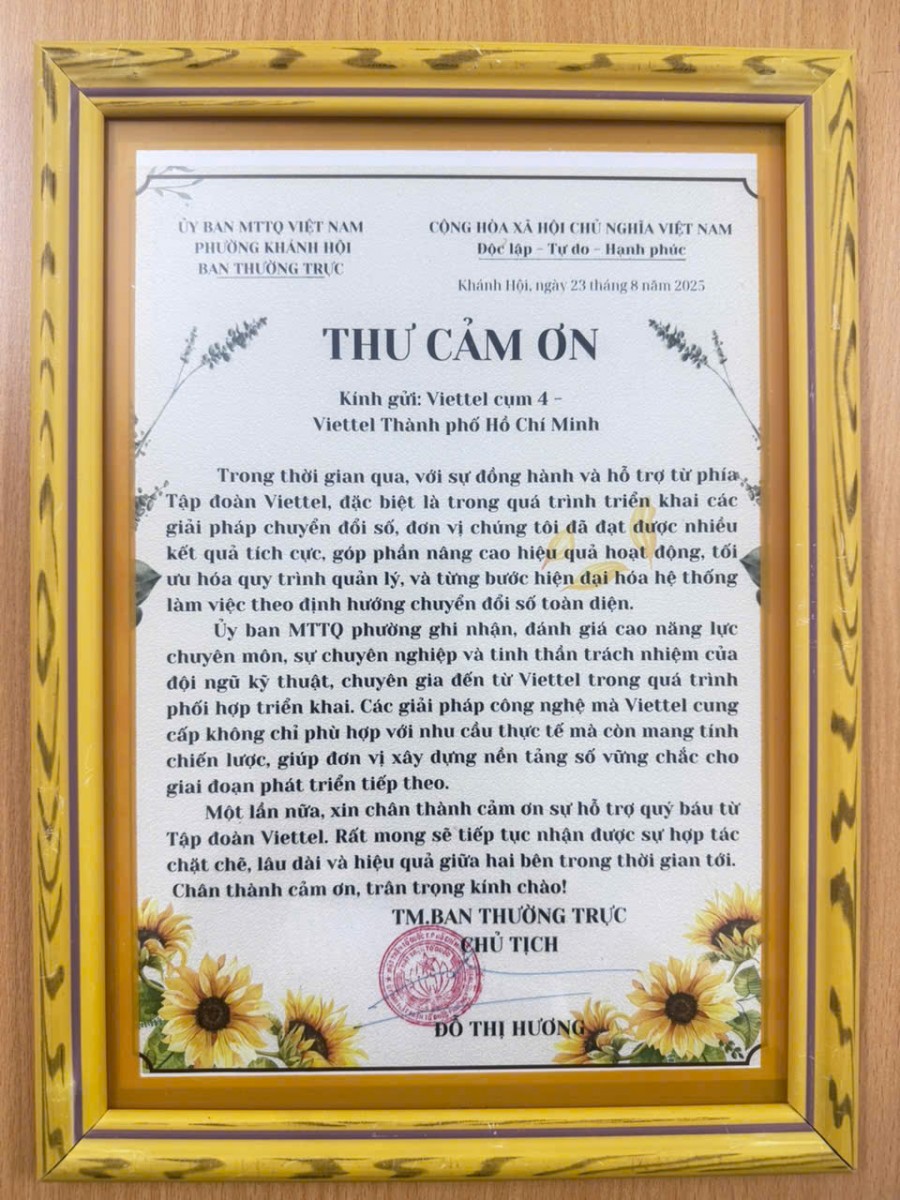 ỦY BAN MTTQ VIỆT NAM
PHƯỜNG KHÁNH HỘI
BAN THƯỜNG TRỰC
CỘNG HÒA XÃ HỘI CHỦ NGHĨA VIỆT NAM
Độc lập - Tự do - Hạnh phúc
Khánh Hội, ngày 23 tháng 8 năm 2025
THƯ CẢM ƠN
Kính gửi: Viettel cụm 4 -
Viettel Thành phố Hồ Chí Minh
Trong thời gian qua, với sự đồng hành và hỗ trợ từ phía
Tập đoàn Viettel, đặc biệt là trong quá trình triển khai các
giải pháp chuyển đổi số, đơn vị chúng tôi đã đạt được nhiều
kết quả tích cực, góp phần nâng cao hiệu quả hoạt động, tối
ưu hóa quy trình quản lý, và từng bước hiện đại hóa hệ thống
làm việc theo định hướng chuyển đổi số toàn diện.
Ủy ban MTTQ phường ghi nhận, đánh giá cao năng lực
chuyên môn, sự chuyên nghiệp và tinh thần trách nhiệm của
đội ngũ kỹ thuật, chuyên gia đến từ Viettel trong quá trình
phối hợp triển khai. Các giải pháp công nghệ mà Viettel cung
cấp không chỉ phù hợp với nhu cầu thực tế mà còn mang tính
chiến lược, giúp đơn vị xây dựng nền tảng số vững chắc cho
giai đoạn phát triển tiếp theo.
Một lần nữa, xin chân thành cảm ơn sự hỗ trợ quý báu từ
Tập đoàn Viettel. Rất mong sẽ tiếp tục nhận được sự hợp tác
chặt chẽ, lâu dài và hiệu quả giữa hai bên trong thời gian tới.
Chân thành cảm ơn, trân trọng kính chào!
TM.BAN THƯỜNG TRỰC
CHỦ TỊCH
ĐỖ THỊ HƯƠNG